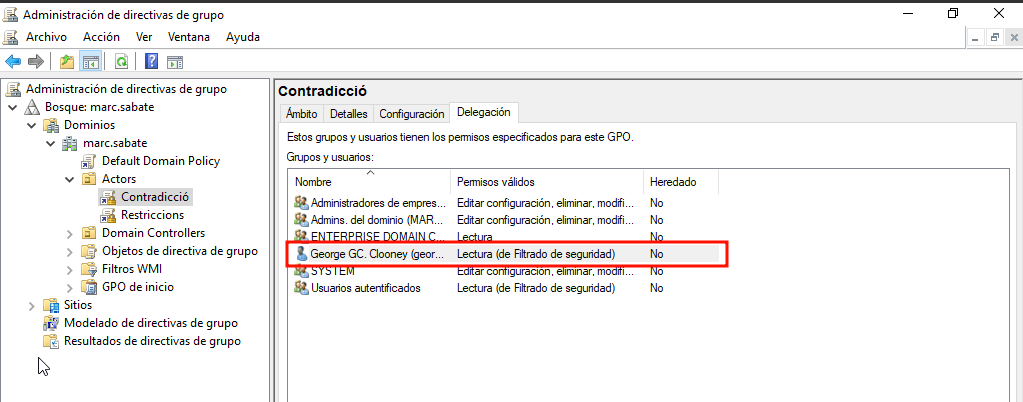 Administración de directivas de grupo
Archivo Acción Ver Ventana Ayuda
Administración de directivas de grupo
Bosque: marc.sabate
Dominios
marc.sabate
Default Domain Policy
Actors
Contradicció
Restriccions
Domain Controllers
Objetos de directiva de grupo
Filtros WMI
GPO de inicio
Sitios
Modelado de directivas de grupo
Resultados de directivas de grupo
Contradicció
Ámbito Detalles Configuración Delegación
Estos grupos y usuarios tienen los permisos especificados para este GPO.
Grupos y usuarios:
Nombre Permisos válidos Heredado
Administradores de empres... Editar configuración, eliminar, modifi... No
Admins. del dominio (MAR... Editar configuración, eliminar, modifi... No
ENTERPRISE DOMAIN C... Lectura No
George GC. Clooney (geor... Lectura (de Filtrado de seguridad) No
SYSTEM Editar configuración, eliminar, modifi... No
Usuarios autentificados Lectura (de Filtrado de seguridad) No